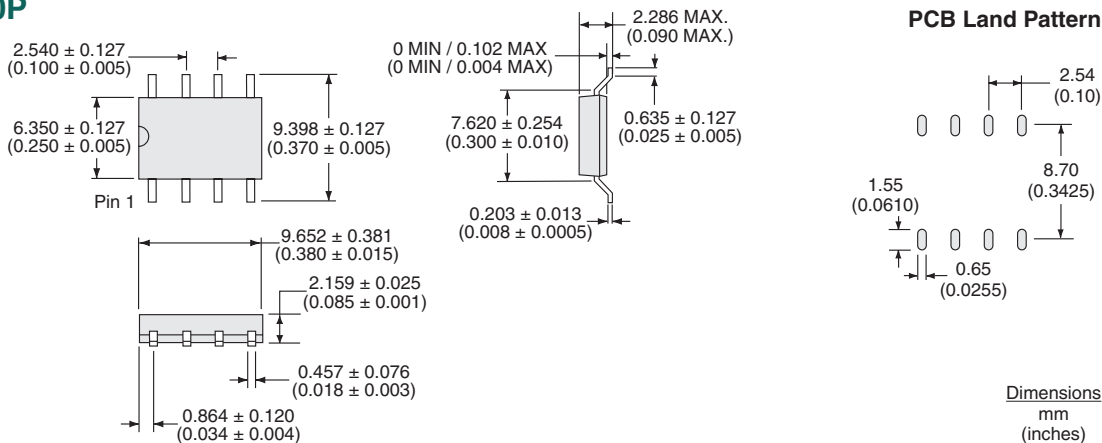 0P
2.540 ± 0.127
(0.100 ± 0.005)
6.350 ± 0.127
(0.250 ± 0.005)
9.398 ± 0.127
(0.370 ± 0.005)
Pin 1
9.652 ± 0.381
(0.380 ± 0.015)
2.159 ± 0.025
(0.085 ± 0.001)
0.457 ± 0.076
(0.018 ± 0.003)
0.864 ± 0.120
(0.034 ± 0.004)
2.286 MAX.
(0.090 MAX.)
0 MIN / 0.102 MAX
(0 MIN / 0.004 MAX)
7.620 ± 0.254
(0.300 ± 0.010)
0.635 ± 0.127
(0.025 ± 0.005)
0.203 ± 0.013
(0.008 ± 0.0005)
PCB Land Pattern
2.54
(0.10)
8.70
(0.3425)
1.55
(0.0610)
0.65
(0.0255)
Dimensions
mm
(inches)